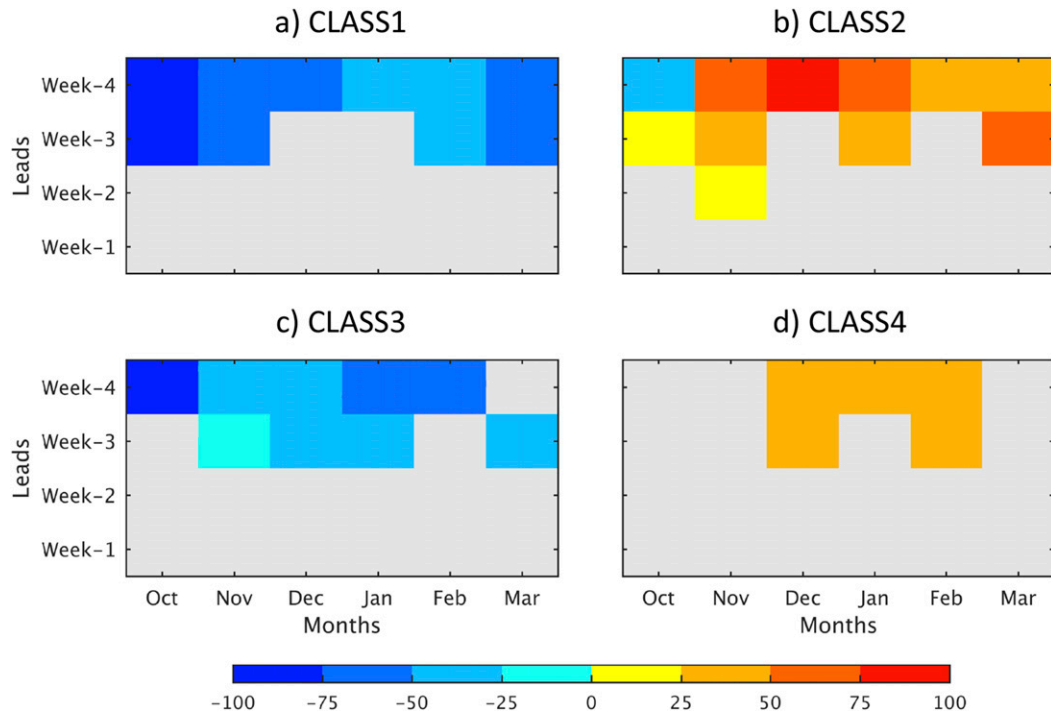 a) CLASS1
b) CLASS2
Leads
Week-4
Week-3
Week-2
Week-1
c) CLASS3
d) CLASS4
Leads
Week-4
Week-3
Week-2
Week-1
Oct Nov Dec Jan Feb Mar
Months
Oct Nov Dec Jan Feb Mar
Months
-100 -75 -50 -25 0 25 50 75 100